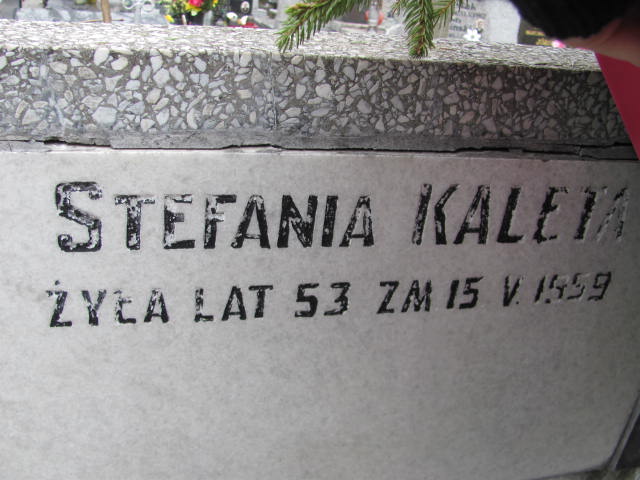 STEFANIA KALETA
ŻYŁA LAT 53 ZM 15 V. 1959